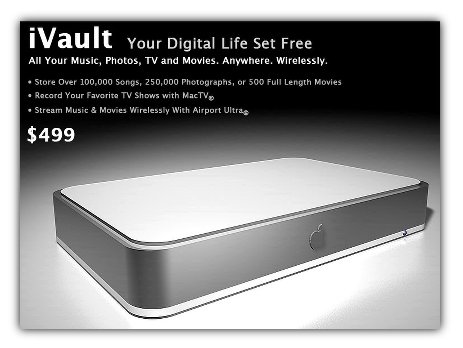 iVault Your Digital Life Set Free
All Your Music, Photos, TV and Movies. Anywhere. Wirelessly.
• Store Over 100,000 Songs, 250,000 Photographs, or 500 Full Length Movies
• Record Your Favorite TV Shows with MacTV®
• Stream Music & Movies Wirelessly With Airport Ultra®
$499